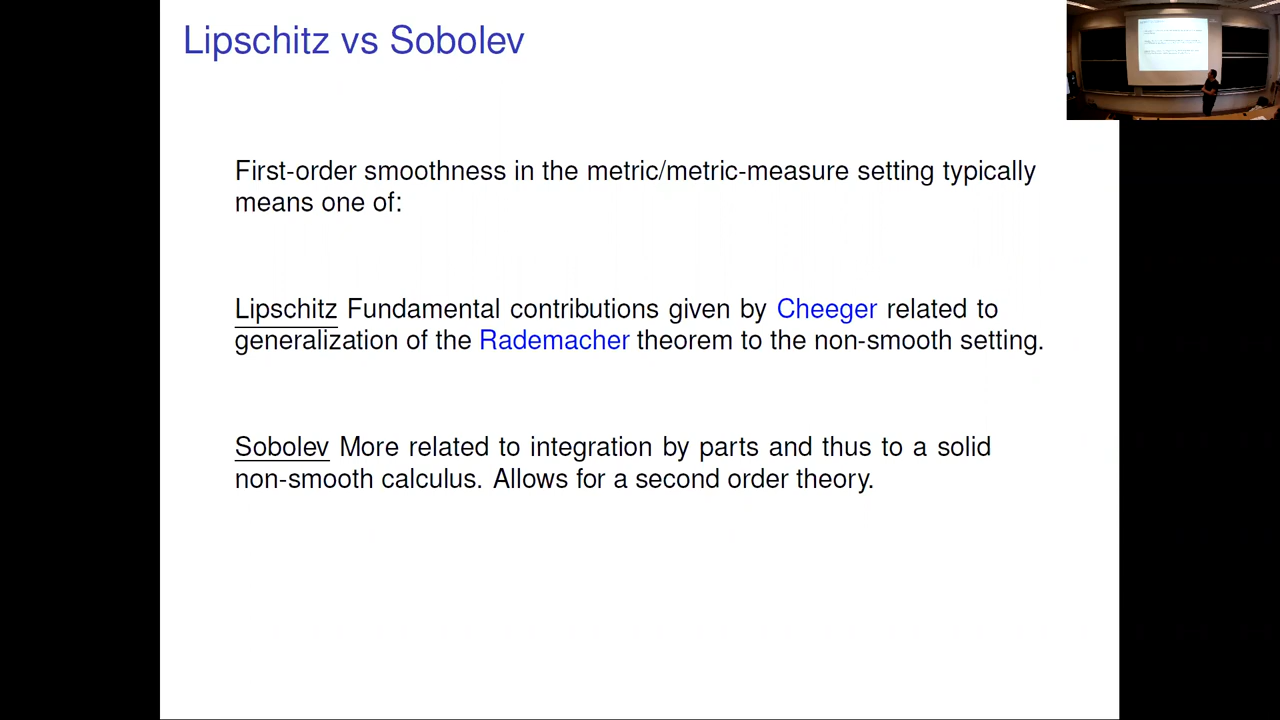 Lipschitz vs Sobolev
First-order smoothness in the metric/metric-measure setting typically
means one of:
Lipschitz Fundamental contributions given by Cheeger related to
generalization of the Rademacher theorem to the non-smooth setting.
Sobolev More related to integration by parts and thus to a solid
non-smooth calculus. Allows for a second order theory.